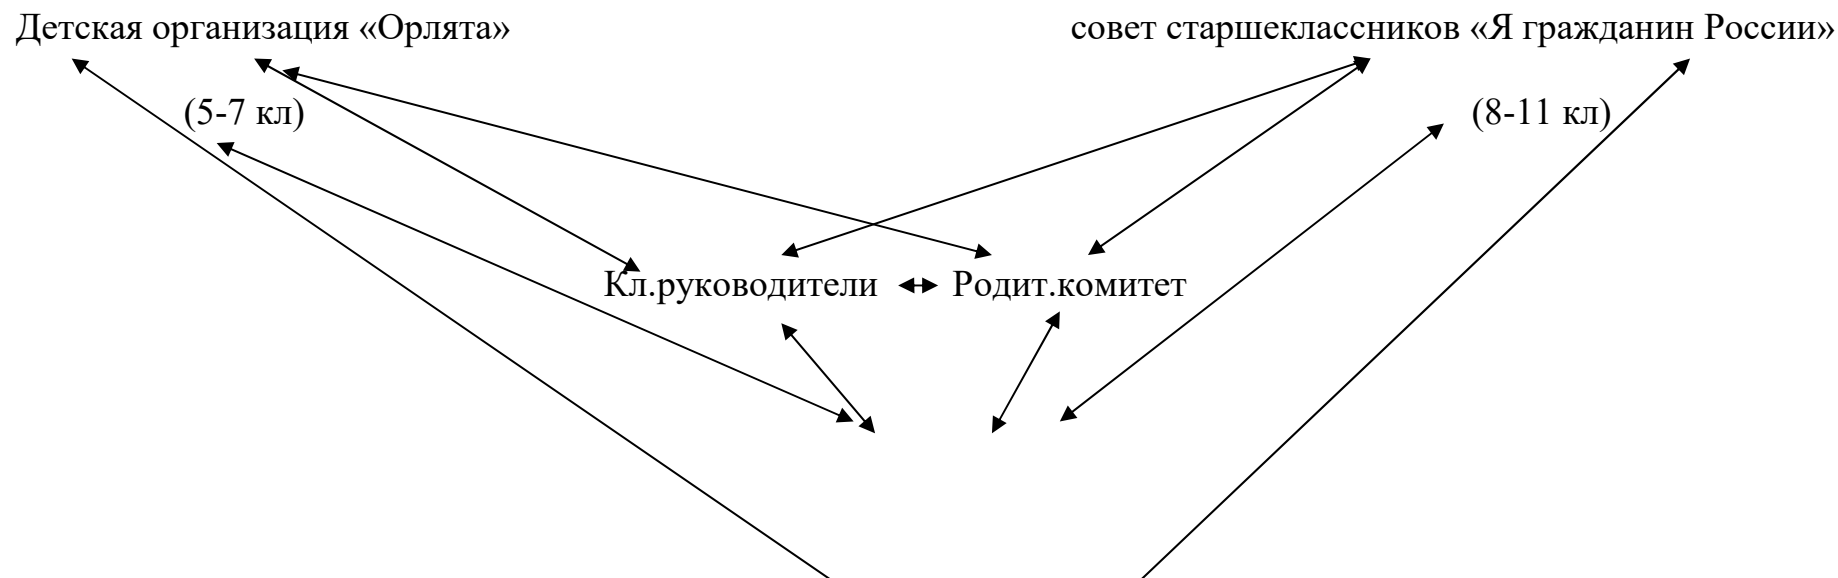 Детская организация «Орлята» совет старшеклассников «Я гражданин России»
(5-7 кл) (8-11 кл)
Кл.руководители Родит.комитет